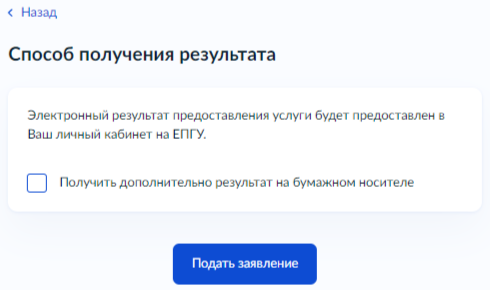 Назад
Способ получения результата
Электронный результат предоставления услуги будет предоставлен в
Ваш личный кабинет на ЕПГУ.
Получить дополнительно результат на бумажном носителе
Подать заявление